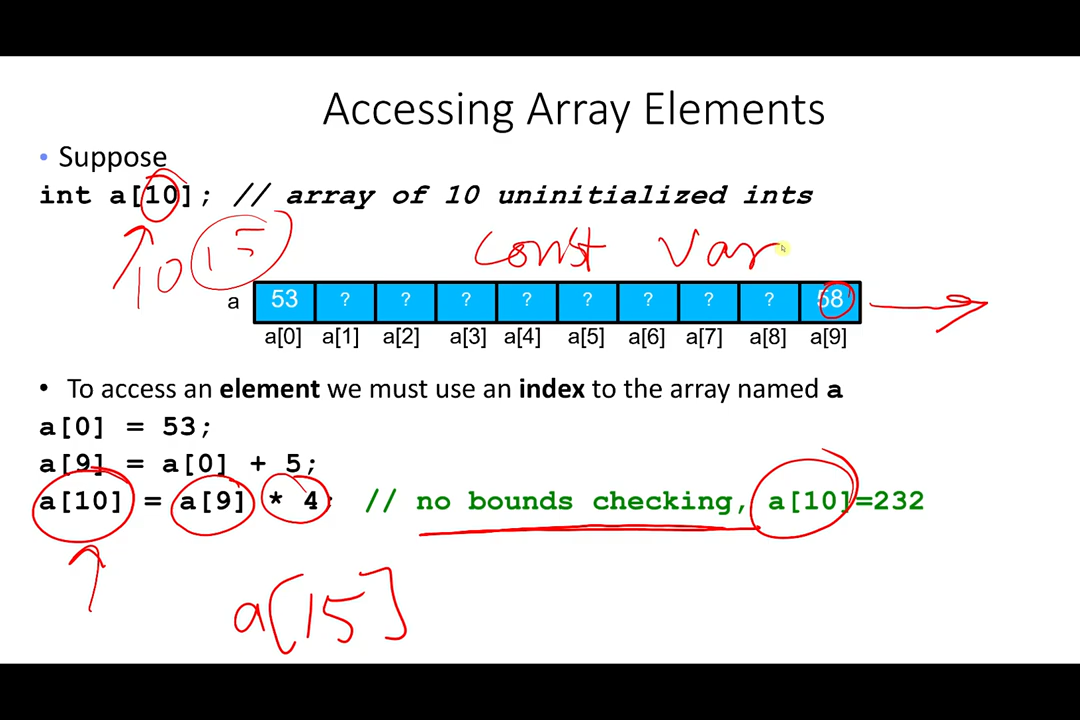 Accessing Array Elements
• Suppose
int a[10]; // array of 10 uninitialized ints
10 15 const Var
a 53 ? ? ? ? ? ? ? ? 58
a[0] a[1] a[2] a[3] a[4] a[5] a[6] a[7] a[8] a[9]
• To access an element we must use an index to the array named a
a[0] = 53;
a[9] = a[0] + 5;
a[10] = a[9] * 4; // no bounds checking, a[10]=232
a[15]